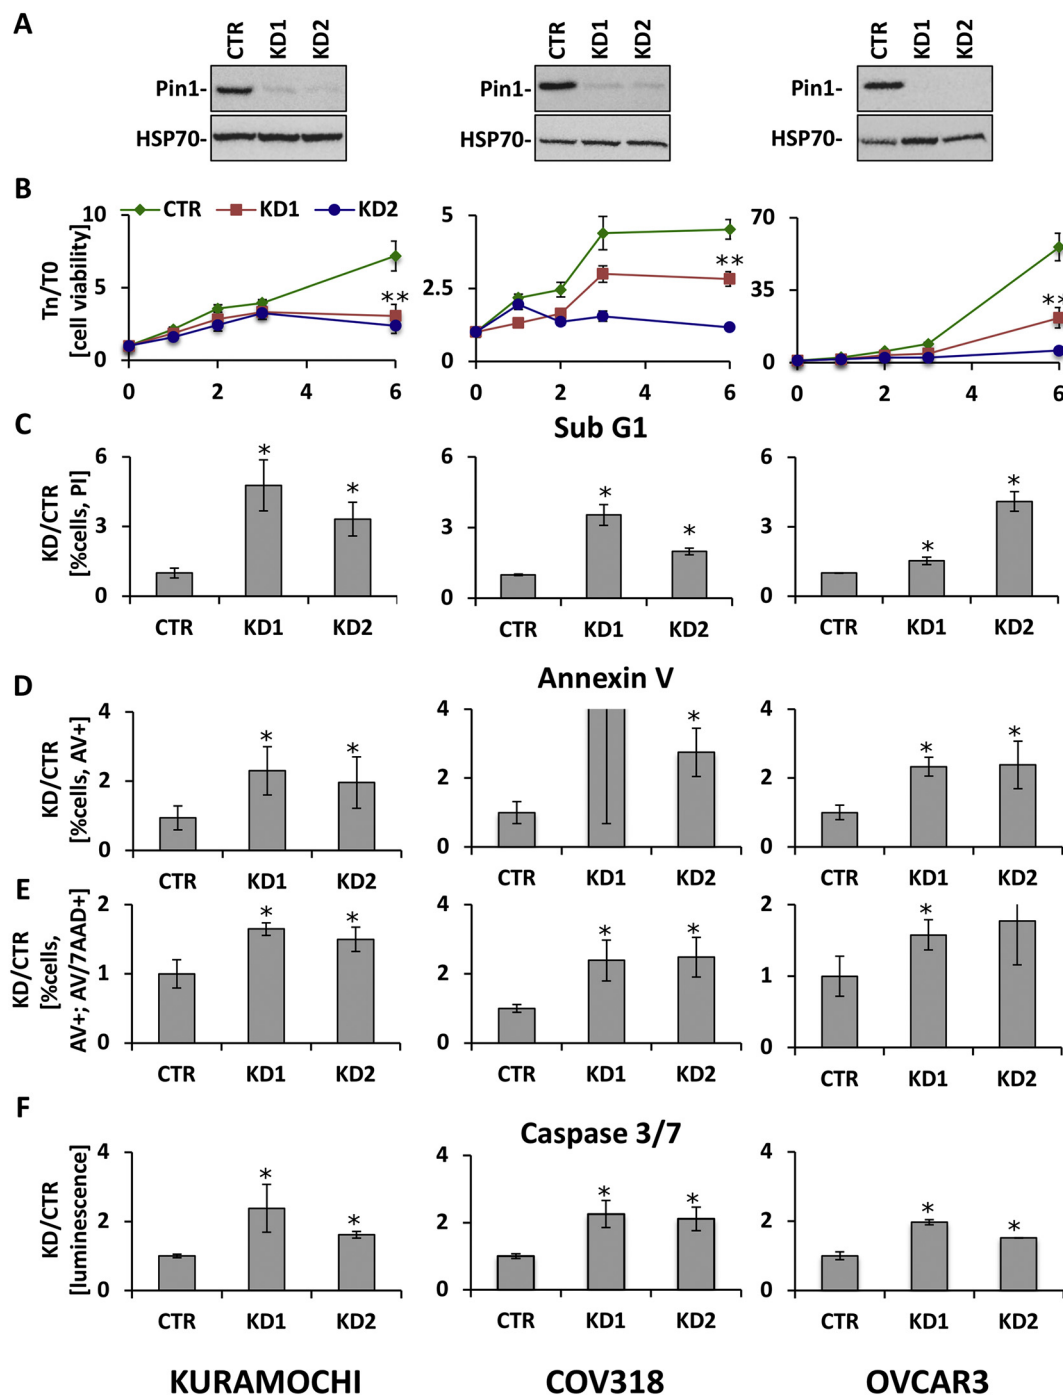 A
CTR KD1 KD2
CTR KD1 KD2
CTR KD1 KD2
Pin1- Pin1- Pin1-
HSP70- HSP70- HSP70-
B
CTR KD1 KD2
Tn/T0
[cell viability]
10 5 0
0 2 4 6
**
5 2.5 0
0 2 4 6
**
70 35 0
0 2 4 6
**
C
Sub G1
KD/CTR
[%cells, PI]
6 3 0
* *
CTR KD1 KD2
6 3 0
* *
CTR KD1 KD2
6 3 0
* *
CTR KD1 KD2
D
Annexin V
KD/CTR
[%cells, AV+]
4 2 0
* *
CTR KD1 KD2
4 2 0
*
CTR KD1 KD2
4 2 0
* *
CTR KD1 KD2
E
KD/CTR
[%cells,
AV+; AV/7AAD+]
2 1 0
* *
CTR KD1 KD2
4 2 0
* *
CTR KD1 KD2
2 1 0
*
CTR KD1 KD2
F
Caspase 3/7
KD/CTR
[luminescence]
4 2 0
* *
CTR KD1 KD2
4 2 0
* *
CTR KD1 KD2
4 2 0
* *
CTR KD1 KD2
KURAMOCHI COV318 OVCAR3